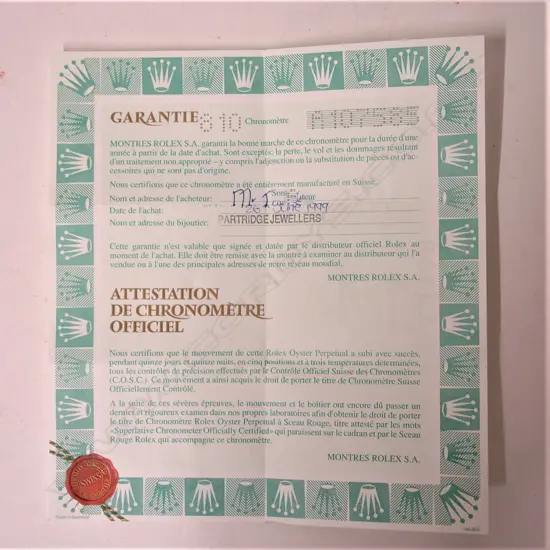 GARANTIE 810 Chronomètre A107585
MONTRES ROLEX S.A. garantit la bonne marche de ce chronomètre pour la durée d'une
année à partir de la date d'achat. Sont exceptés: la perte, le vol et les dommages résultant
d'un traitement non approprié – y compris l'adjonction ou la substitution de pièces ou d'ac-
cessoires qui ne sont pas d'origine.
Nous certifions que ce chronomètre a été entièrement manufacturé en Suisse.
Nom et adresse de l'acheteur:
Date de l'achat: 1999
Nom et adresse du bijoutier: PARTRIDGE JEWELLERS
Cette garantie n'est valable que signée et datée par le distributeur officiel Rolex au
moment de l'achat. Elle doit être remise avec la montre à examiner au distributeur qui l'a
vendue ou à l'une des principales adresses de notre réseau mondial.
MONTRES ROLEX S.A.
ATTESTATION
DE CHRONOMÈTRE
OFFICIEL
Nous certifions que le mouvement de cette Rolex Oyster Perpetual a subi avec succès,
pendant quinze jours et quinze nuits, en cinq positions et à trois températures déterminées,
tous les contrôles de précision effectués par le Contrôle Officiel Suisse des Chronomètres
(C.O.S.C.). Ce mouvement a ainsi acquis le droit de porter le titre de Chronomètre Suisse
Officiellement Contrôlé.
A la suite de ces sévères épreuves, le mouvement et le boîtier ont encore dû passer un
dernier et rigoureux examen dans nos propres laboratoires afin d'obtenir le droit de porter
le titre de Chronomètre Rolex Oyster Perpetual à Sceau Rouge, titre attesté par les mots
«Superlative Chronometer Officially Certified» qui paraissent sur le cadran et par le Sceau
Rouge Rolex qui accompagne ce chronomètre.
MONTRES ROLEX S.A.